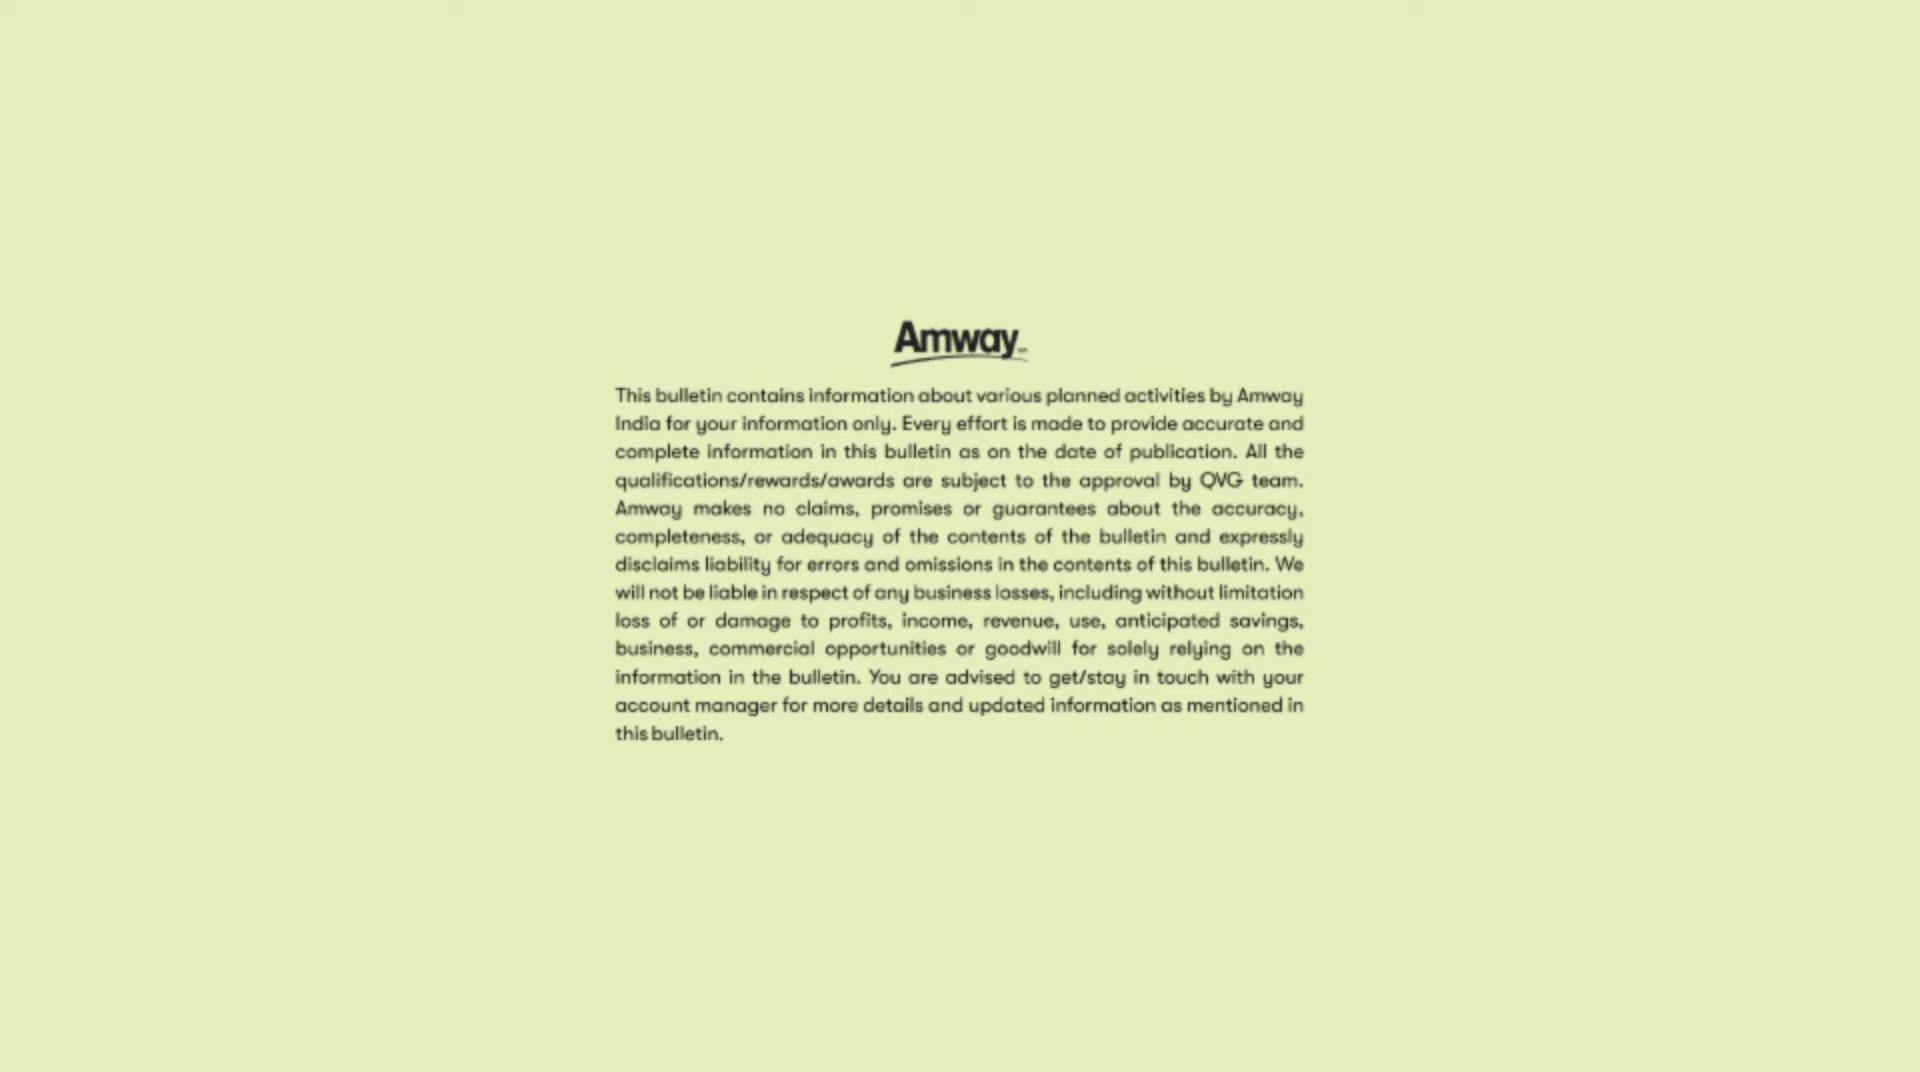 Amway
This bulletin contains information about various planned activities by Amway
India for your information only. Every effort is made to provide accurate and
complete information in this bulletin as on the date of publication. All the
qualifications/rewards/awards are subject to the approval by QVG team.
Amway makes no claims, promises or guarantees about the accuracy,
completeness, or adequacy of the contents of the bulletin and expressly
disclaims liability for errors and omissions in the contents of this bulletin. We
will not be liable in respect of any business losses, including without limitation
loss of or damage to profits, income, revenue, use, anticipated savings,
business, commercial opportunities or goodwill for solely relying on the
information in the bulletin. You are advised to get/stay in touch with your
account manager for more details and updated information as mentioned in
this bulletin.